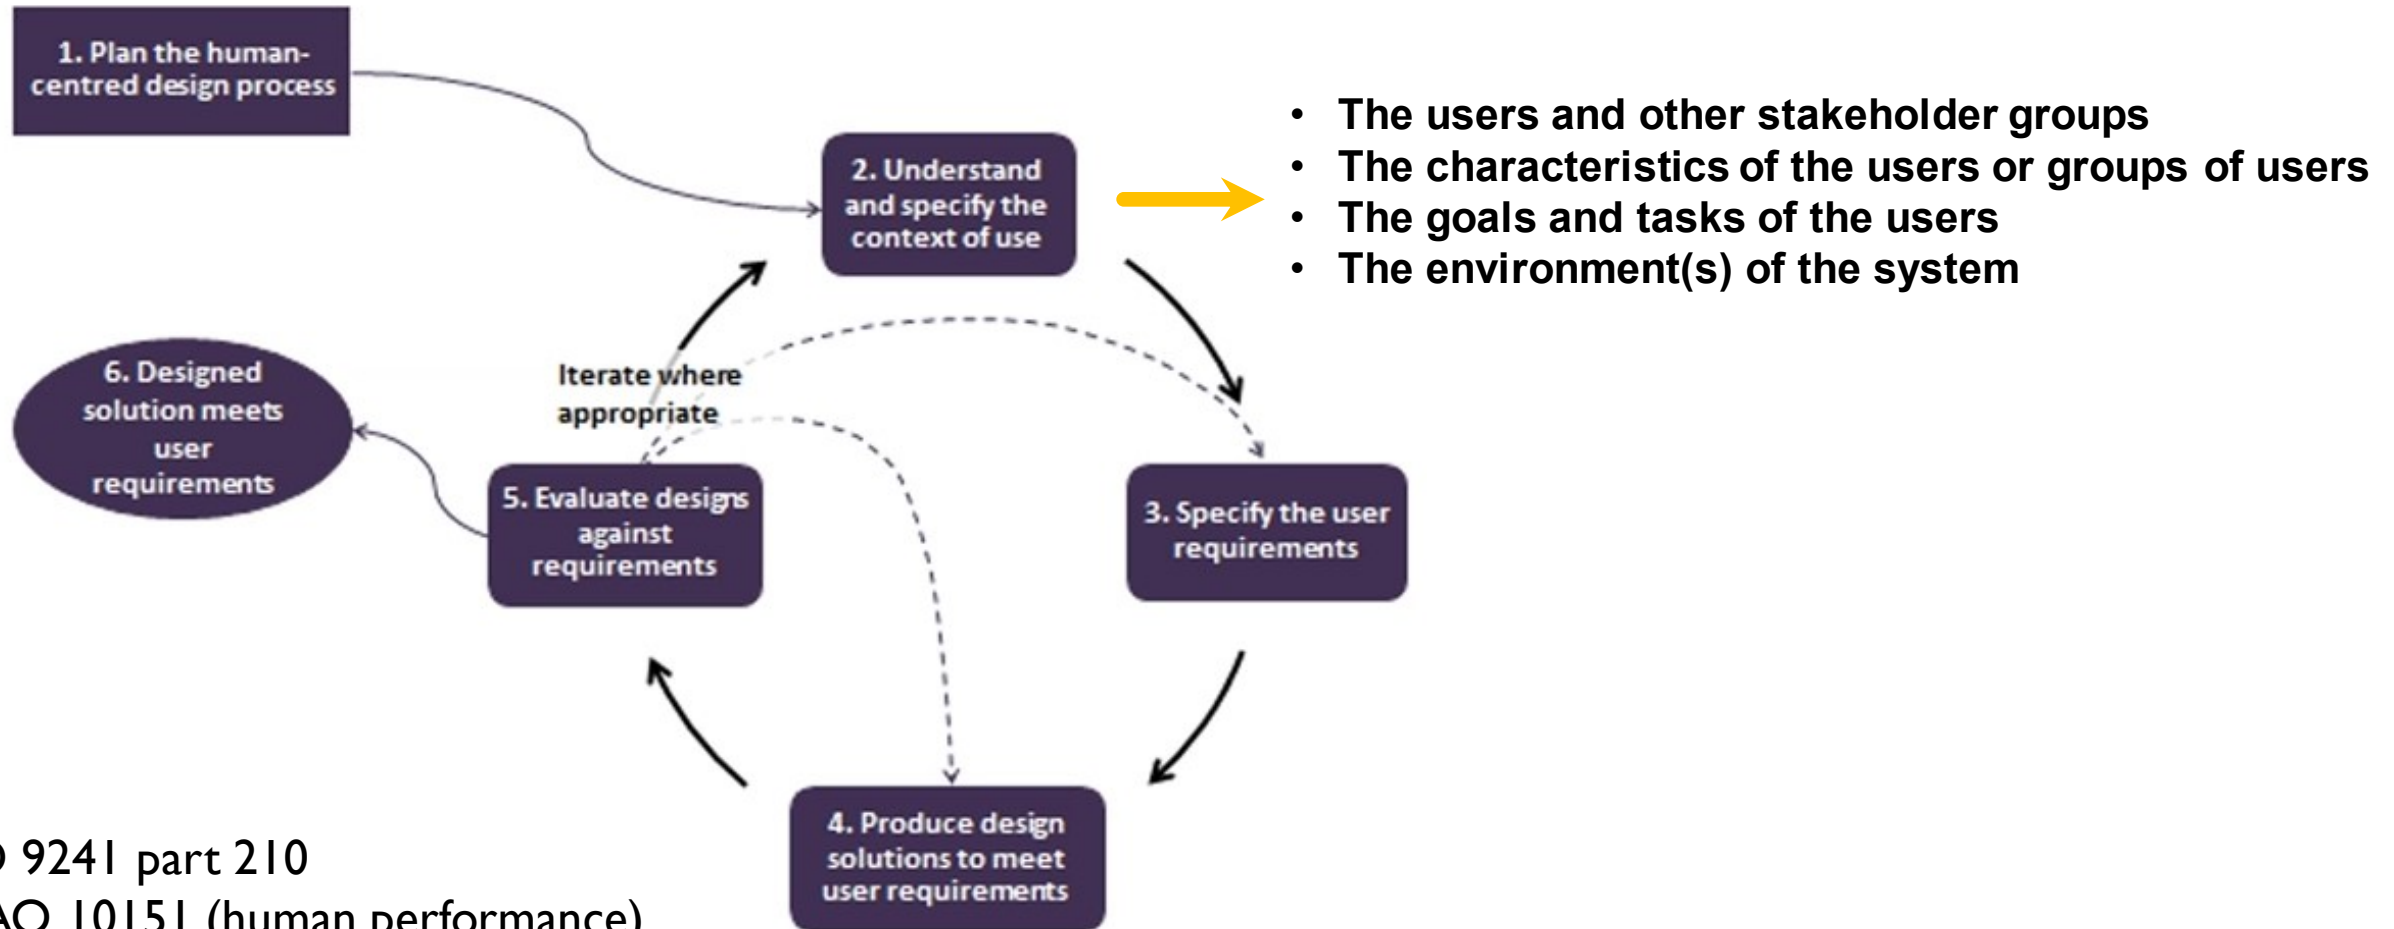 1. Plan the human-
centred design process
2. Understand
and specify the
context of use
• The users and other stakeholder groups
• The characteristics of the users or groups of users
• The goals and tasks of the users
• The environment(s) of the system
Iterate where
appropriate
6. Designed
solution meets
user
requirements
5. Evaluate designs
against
requirements
3. Specify the user
requirements
4. Produce design
solutions to meet
user requirements
9241 part 210
10151 (human performance)